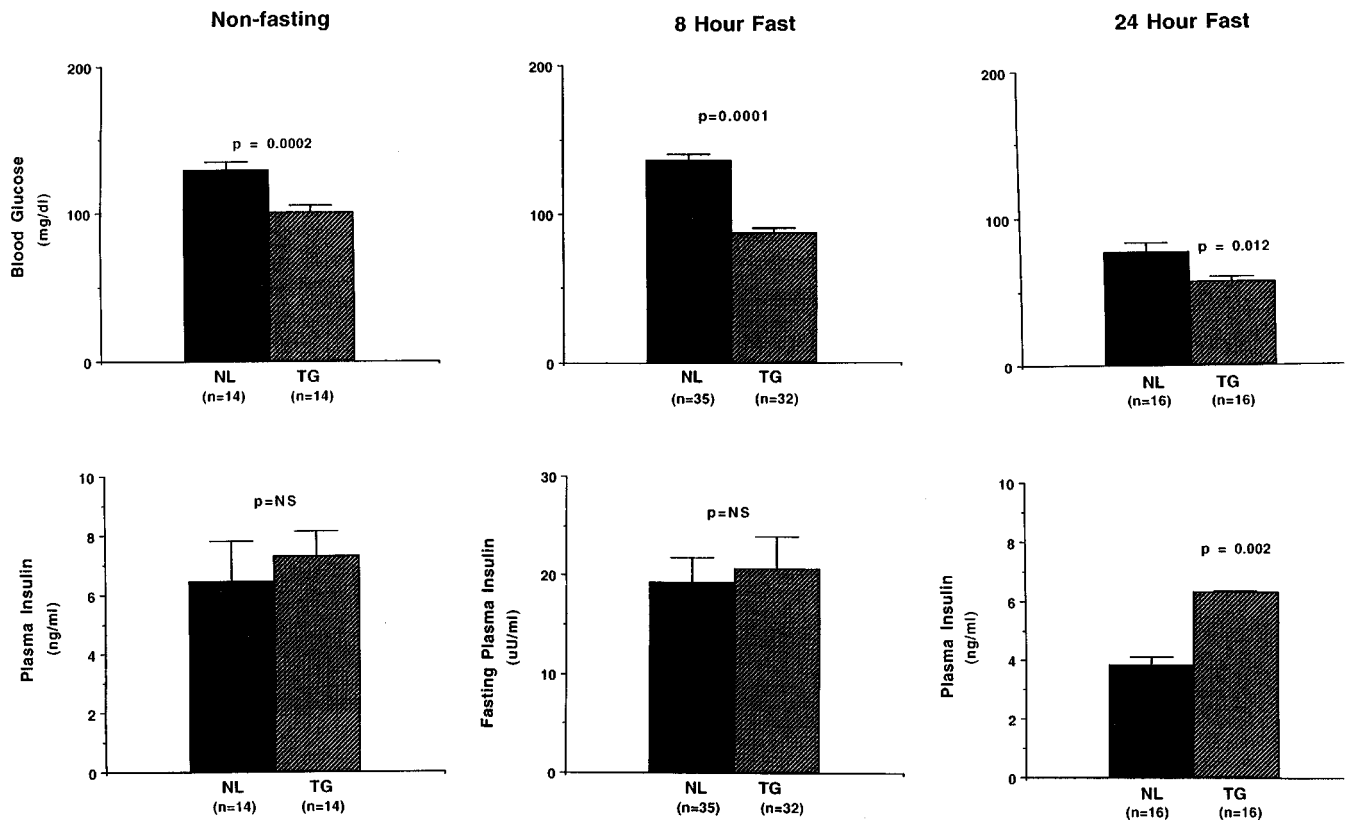 Non-fasting
8 Hour Fast
24 Hour Fast
Blood Glucose
(mg/dl)
200
100
0
p = 0.0002
NL
TG
(n=14)
(n=14)
200
100
0
p=0.0001
NL
TG
(n=35)
(n=32)
200
100
0
p = 0.012
NL
TG
(n=16)
(n=16)
Plasma Insulin
(ng/ml)
10
8
6
4
2
0
p=NS
NL
TG
(n=14)
(n=14)
Fasting Plasma Insulin
(uU/ml)
30
20
10
0
p=NS
NL
TG
(n=35)
(n=32)
Plasma Insulin
(ng/ml)
10
8
6
4
2
0
p = 0.002
NL
TG
(n=16)
(n=16)